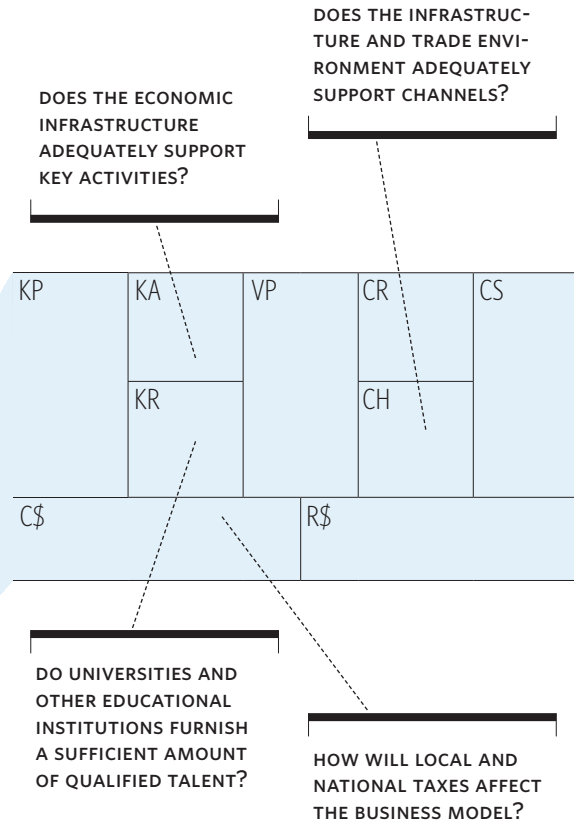 DOES THE INFRASTRUC-
TURE AND TRADE ENVI-
RONMENT ADEQUATELY
SUPPORT CHANNELS?
DOES THE ECONOMIC
INFRASTRUCTURE
ADEQUATELY SUPPORT
KEY ACTIVITIES?
KP
KA
VP
CR
CS
KR
CH
C$
R$
DO UNIVERSITIES AND
OTHER EDUCATIONAL
INSTITUTIONS FURNISH
A SUFFICIENT AMOUNT
OF QUALIFIED TALENT?
HOW WILL LOCAL AND
NATIONAL TAXES AFFECT
THE BUSINESS MODEL?